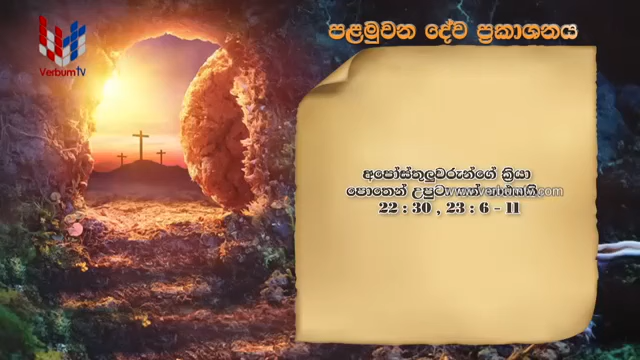 VerbumTV
පළමුවන දේව ප්‍රකාශනය
අපෝස්තුලුවරුන්ගේ ක්‍රියා
පොතෙන් උපුටා
22 : 30 , 23 : 6 - 11